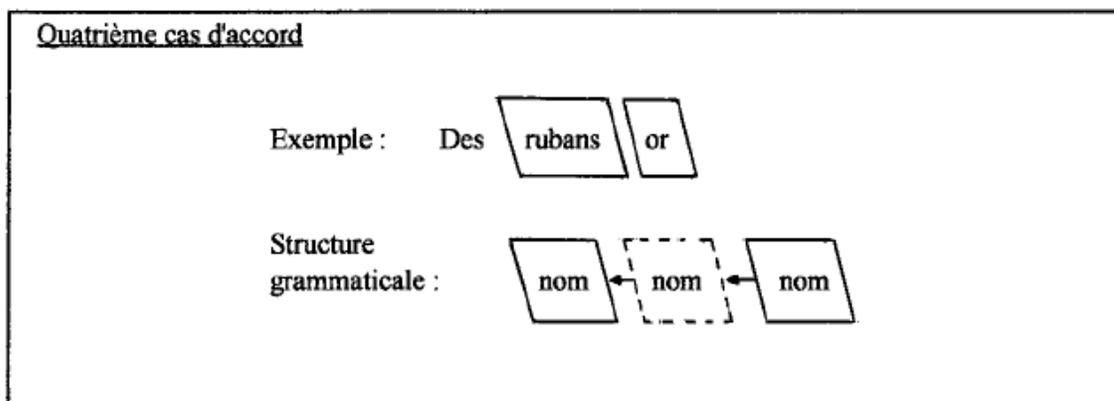 Quatrième cas d'accord
Exemple : Des rubans or
Structure
grammaticale : nom nom nom